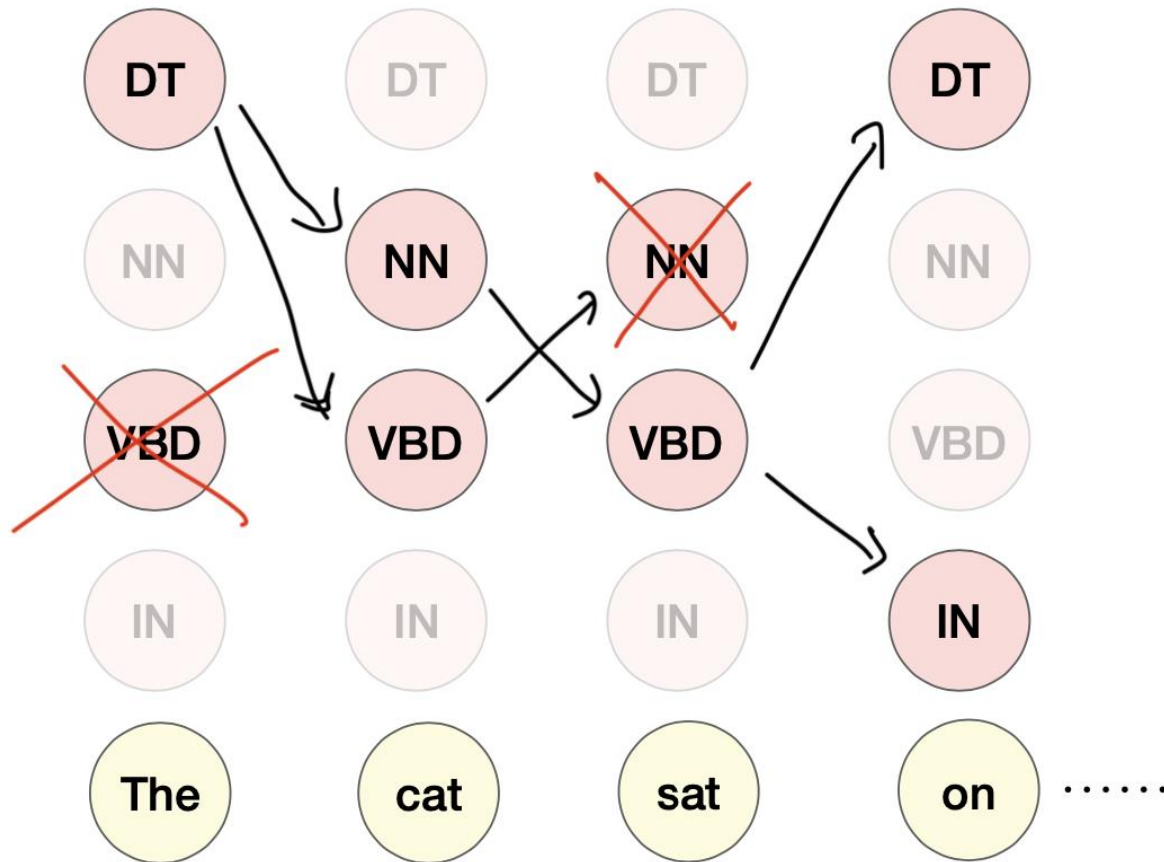 DT DT DT DT
NN NN NN NN
VBD VBD VBD VBD
IN IN IN IN
The cat sat on ......